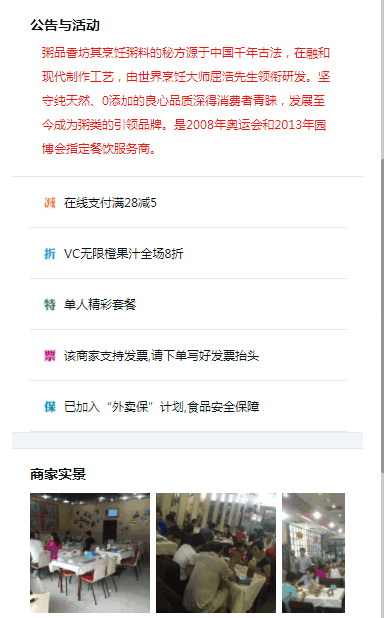 公告与活动
粥品香坊其烹饪粥料的秘方源于中国千年古法，在融和
现代制作工艺，由世界烹饪大师屈浩先生领衔研发。坚
守纯天然、0添加的良心品质深得消费者青睐，发展至
今成为粥类的引领品牌。是2008年奥运会和2013年园
博会指定餐饮服务商。
减 在线支付满28减5
折 VC无限橙果汁全场8折
特 单人精彩套餐
票 该商家支持发票,请下单写好发票抬头
保 已加入“外卖保”计划,食品安全保障
商家实景